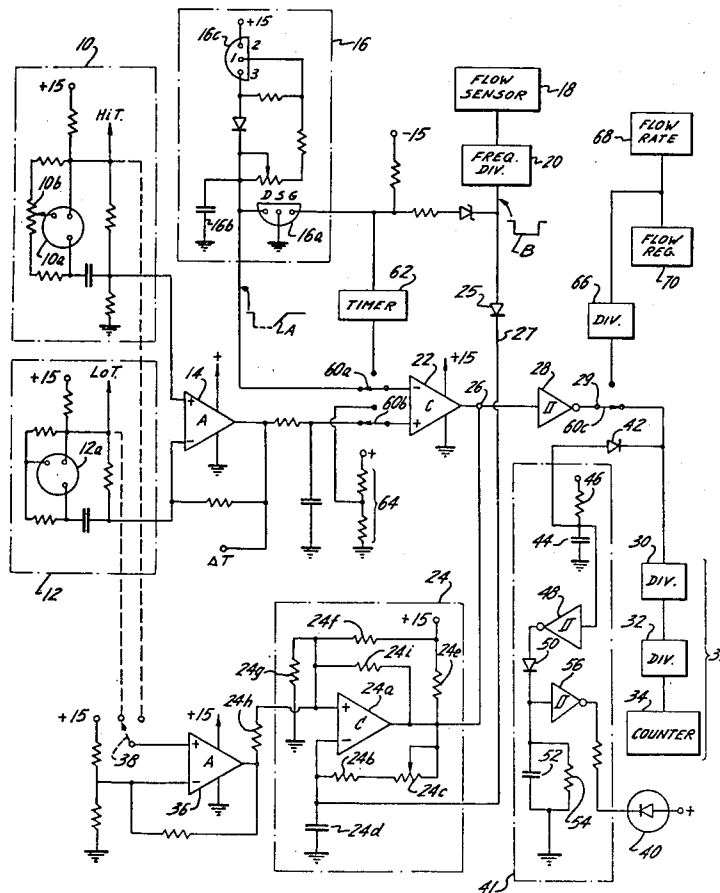 10
+15
HiT.
10b
10a
+15
16c
2
1
3
16
D S G
16b
16a
A
-15
FLOW SENSOR
18
FREQ. DIV.
20
B
68
FLOW RATE
FLOW REG.
70
66
DIV.
62
TIMER
25
27
+15
LoT.
12a
12
14
+
A
+
-
ΔT
60a
60b
22
+15
-
C
+
26
28
29
60c
42
+
64
41
46
44
48
50
56
52
54
40
+
30
DIV.
32
DIV.
34
COUNTER
3
24
+15
24f
24i
24e
24g
24h
24a
+
C
-
24b
24c
24d
+15
38
+15
+
A
-
36